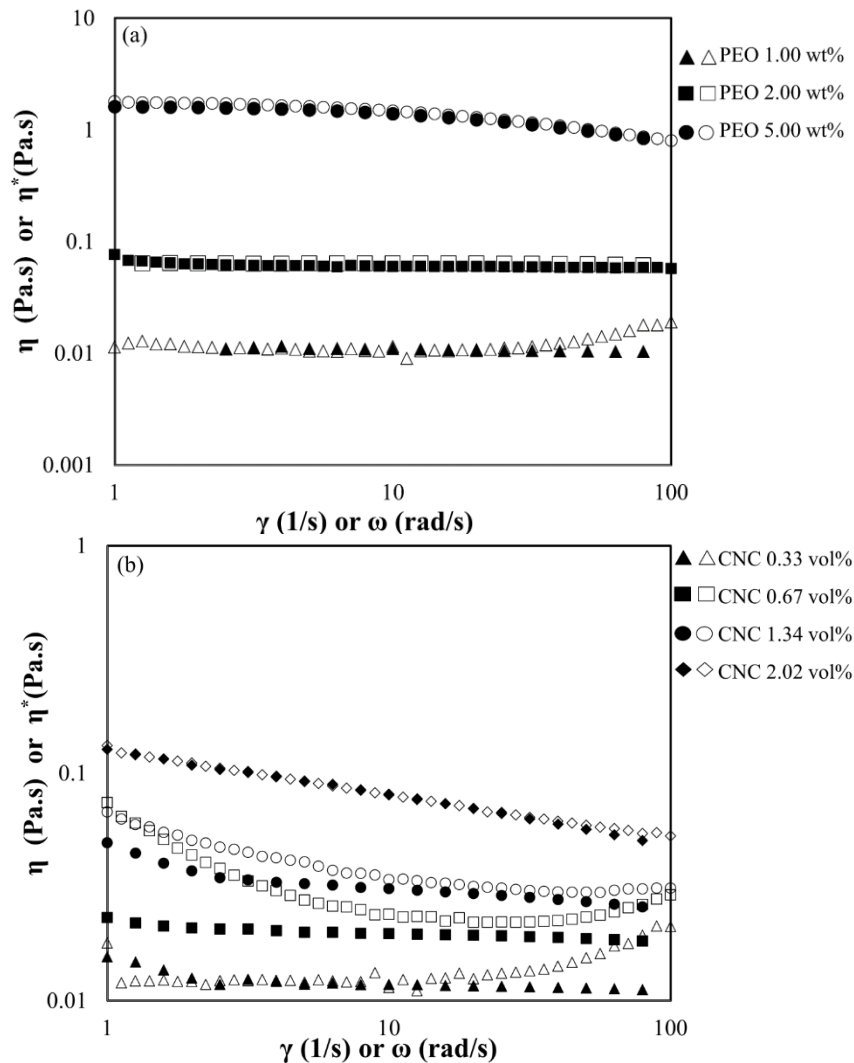 (a)
10
1
0.1
0.01
0.001
η (Pa.s) or η*(Pa.s)
1
10
100
γ (1/s) or ω (rad/s)
PEO 1.00 wt%
PEO 2.00 wt%
PEO 5.00 wt%
(b)
1
0.1
0.01
η (Pa.s) or η*(Pa.s)
1
10
100
γ (1/s) or ω (rad/s)
CNC 0.33 vol%
CNC 0.67 vol%
CNC 1.34 vol%
CNC 2.02 vol%